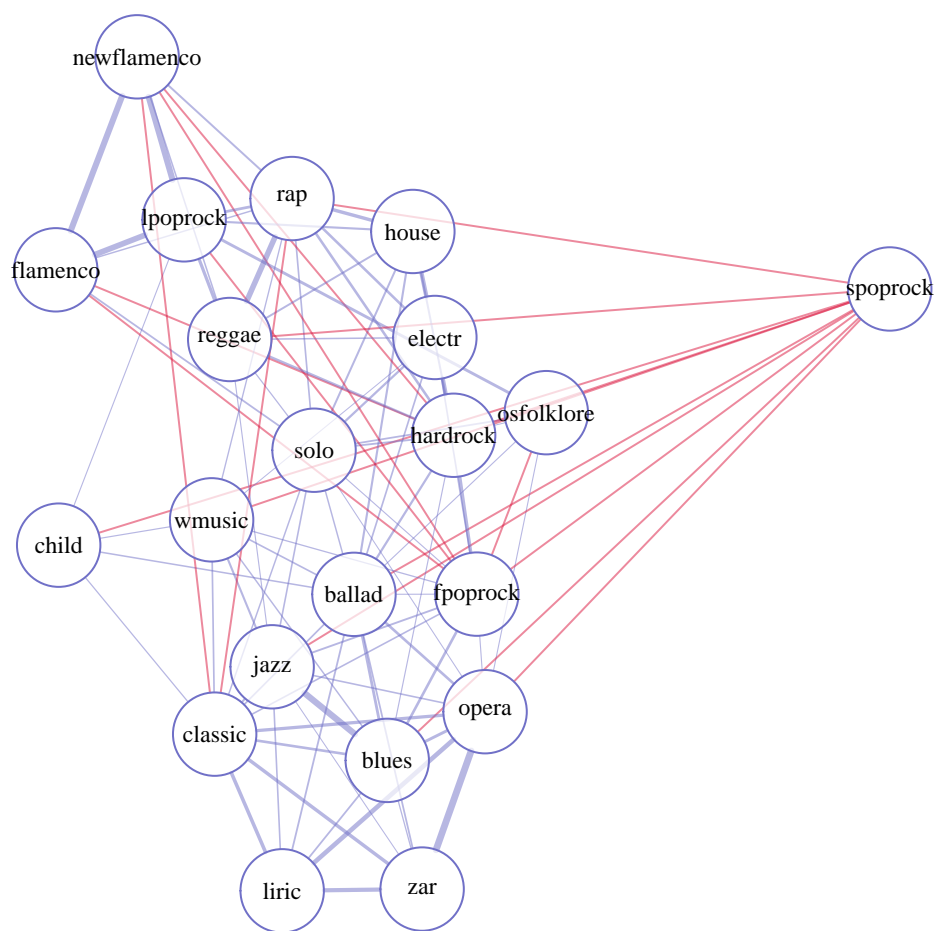 newflamenco
rap
lpoprock
house
flamenco
spoprock
reggae
electr
osfolklore
hardrock
solo
wmusic
child
ballad
fpoprock
jazz
opera
classic
blues
liric
zar